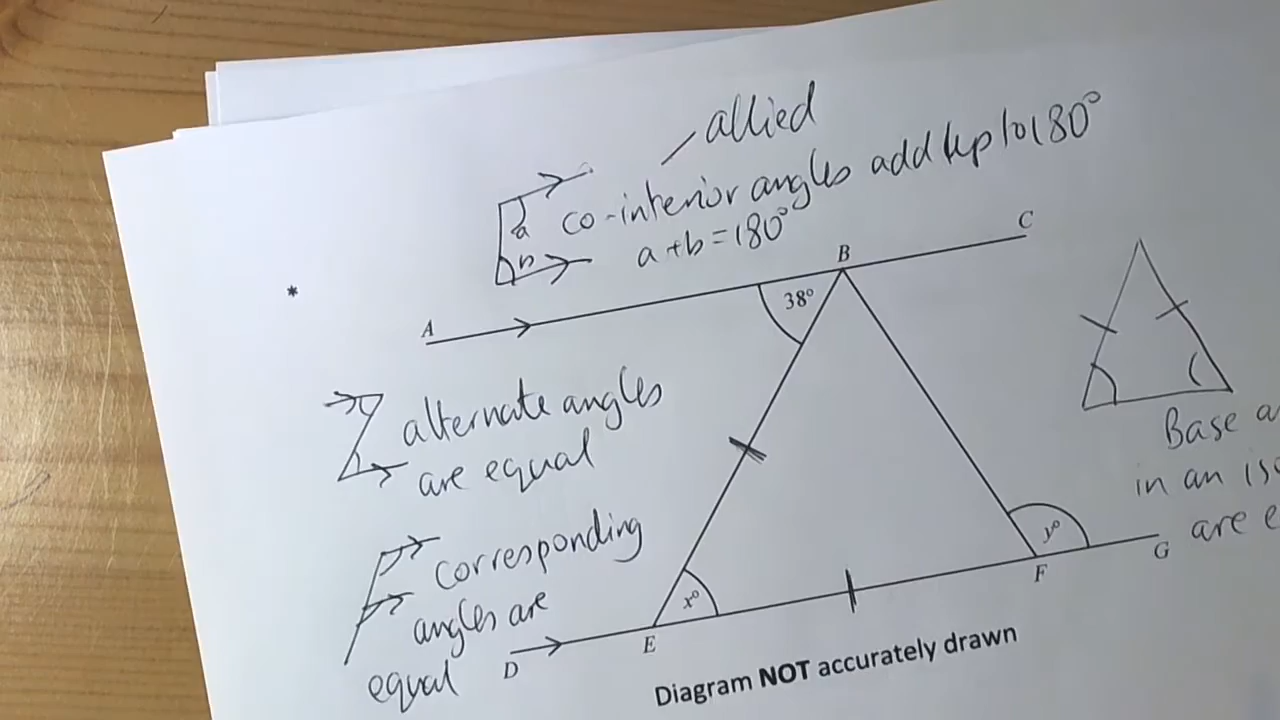 allied
co-interior angles add up to 180°
a
b
a+b=180°
*
A
B
C
38°
alternate angles
are equal
Base
in an
are
corresponding
angles are
equal
x°
y°
D
E
F
G
Diagram NOT accurately drawn